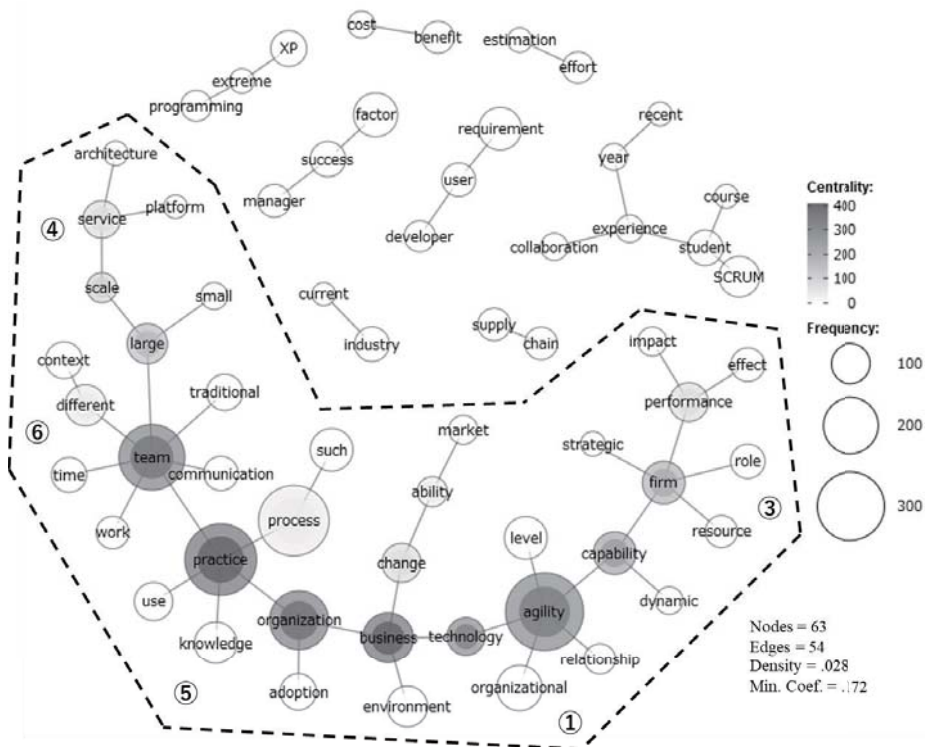 XP
cost
benefit
estimation
effort
extreme
programming
factor
requirement
recent
architecture
success
year
user
manager
course
service
platform
④
developer
collaboration
experience
student
SCRUM
scale
small
current
supply
chain
industry
large
context
different
traditional
impact
effect
performance
market
⑥
team
such
strategic
role
time
communication
firm
ability
③
work
process
resource
level
capability
practice
change
use
agility
dynamic
organization
business
technology
knowledge
relationship
adoption
organizational
environment
⑤
①
Centrality:
400
300
200
100
0
Frequency:
100
200
300
Nodes = 63
Edges = 54
Density = .028
Min. Coef. = .172